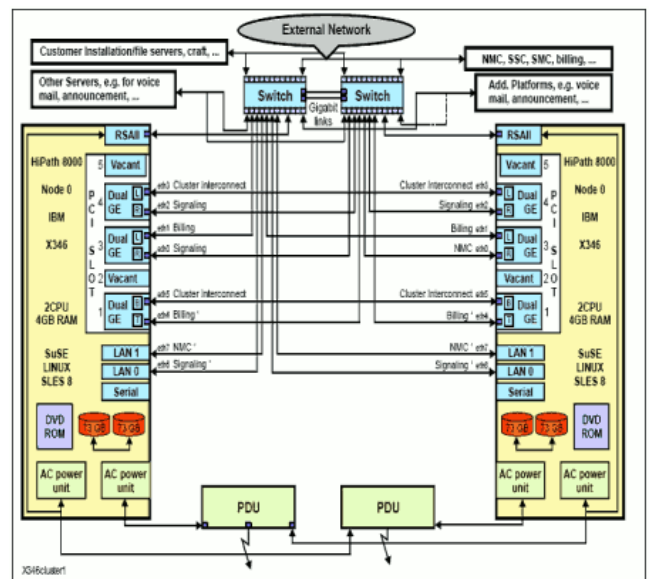 External Network
Customer Installation/file servers, craft, ...
NMC, SSC, SMC, billing, ...
Other Servers, e.g. for voice
mail, announcement, ...
Add. Platforms, e.g. voice
mail, announcement, ...
Switch
Switch
Gigabit
links
RSAII
HiPath 8000
Node 0
IBM
X346
2CPU
4GB RAM
SuSE
LINUX
SLES 8
PCI SLOT
5 Vacant
4 Dual GE L R
3 Dual GE L R
2 Vacant
1 Dual GE B T
LAN 1
LAN 0
Serial
DVD
ROM
73 GB
73 GB
AC power
unit
AC power
unit
eth3 Cluster Interconnect
eth2 Signaling
eth1 Billing
eth0 Signaling
eth5 Cluster Interconnect
eth4 Billing '
eth7 NMC '
eth6 Signaling '
Cluster Interconnect eth3
Signaling eth2
Billing eth1
NMC eth0
Cluster Interconnect eth5
Billing ' eth4
NMC ' eth7
Signaling ' eth6
RSAII
Vacant 5
Dual GE L R 4
Dual GE L R 3
Vacant 2
Dual GE B T 1
PCI SLOT
LAN 1
LAN 0
Serial
HiPath 8000
Node 0
IBM
X346
2CPU
4GB RAM
SuSE
LINUX
SLES 8
73 GB
73 GB
DVD
ROM
AC power
unit
AC power
unit
PDU
PDU
X346cluster1